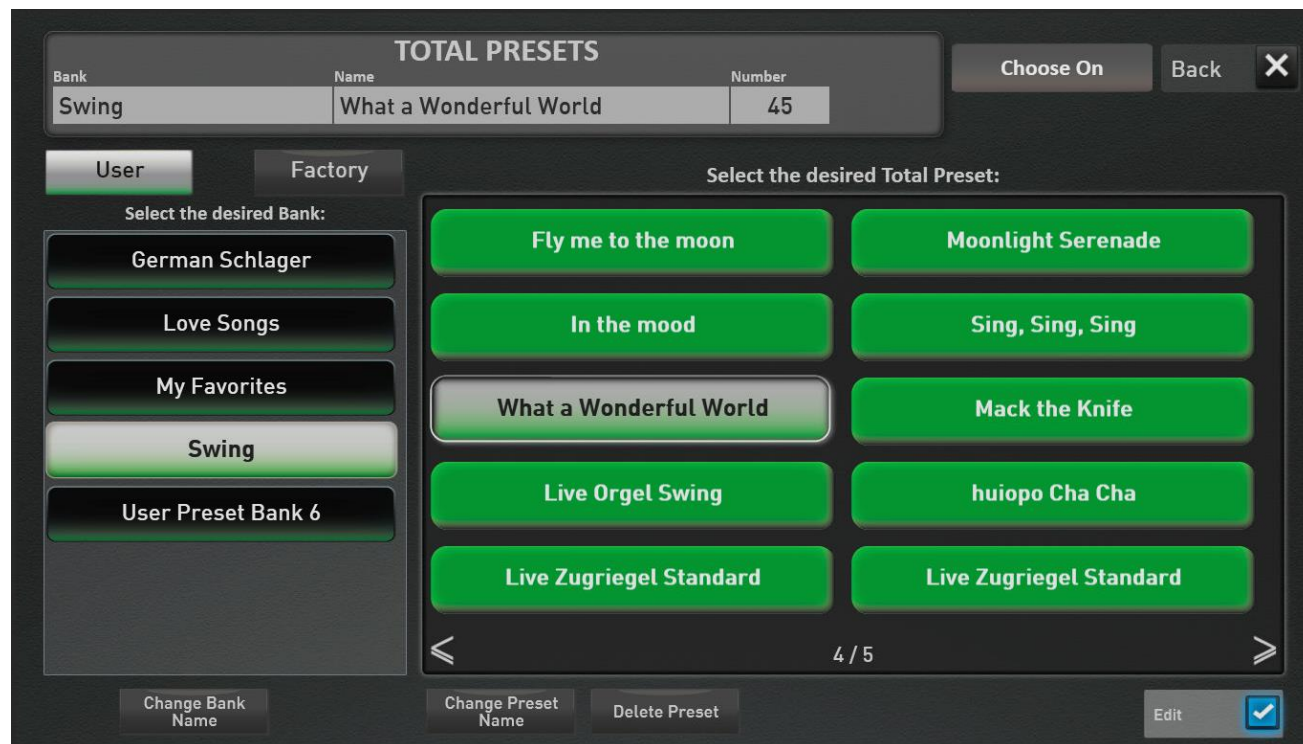 TOTAL PRESETS
Bank Name Number
Swing What a Wonderful World 45
Choose On
Back
User
Factory
Select the desired Bank:
German Schlager
Love Songs
My Favorites
Swing
User Preset Bank 6
Select the desired Total Preset:
Fly me to the moon
Moonlight Serenade
In the mood
Sing, Sing, Sing
What a Wonderful World
Mack the Knife
Live Orgel Swing
huiopo Cha Cha
Live Zugriegel Standard
Live Zugriegel Standard
4 / 5
Change Bank
Name
Change Preset
Name
Delete Preset
Edit